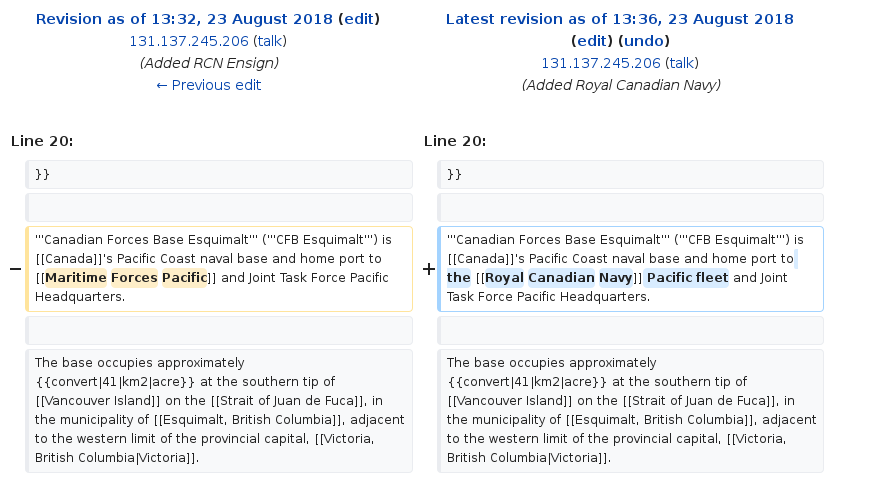 Revision as of 13:32, 23 August 2018 (edit)
131.137.245.206 (talk)
(Added RCN Ensign)
← Previous edit
Latest revision as of 13:36, 23 August 2018
(edit) (undo)
131.137.245.206 (talk)
(Added Royal Canadian Navy)
Line 20:
Line 20:
}}
}}
−
'''Canadian Forces Base Esquimalt''' ('''CFB Esquimalt''') is
[[Canada]]'s Pacific Coast naval base and home port to
[[Maritime Forces Pacific]] and Joint Task Force Pacific
Headquarters.
+
'''Canadian Forces Base Esquimalt''' ('''CFB Esquimalt''') is
[[Canada]]'s Pacific Coast naval base and home port to
the [[Royal Canadian Navy]] Pacific fleet and Joint
Task Force Pacific Headquarters.
The base occupies approximately
{{convert|41|km2|acre}} at the southern tip of
[[Vancouver Island]] on the [[Strait of Juan de Fuca]], in
the municipality of [[Esquimalt, British Columbia]], adjacent
to the western limit of the provincial capital, [[Victoria,
British Columbia|Victoria]].
The base occupies approximately
{{convert|41|km2|acre}} at the southern tip of
[[Vancouver Island]] on the [[Strait of Juan de Fuca]], in
the municipality of [[Esquimalt, British Columbia]], adjacent
to the western limit of the provincial capital, [[Victoria,
British Columbia|Victoria]].